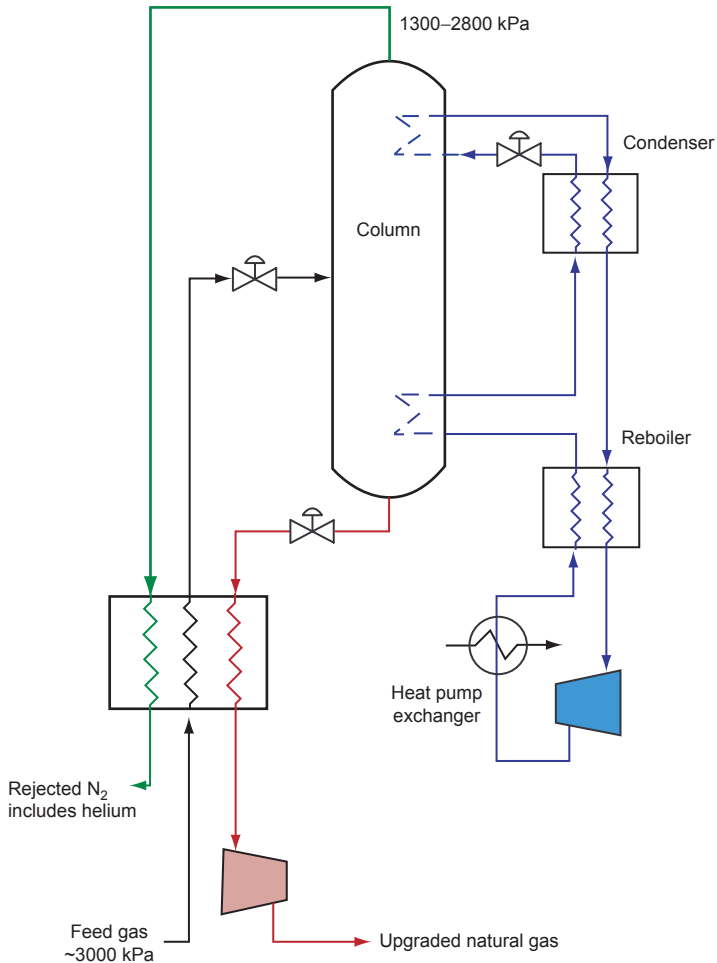 1300–2800 kPa
Condenser
Column
Reboiler
Heat pump
exchanger
Rejected N₂
includes helium
Feed gas
~3000 kPa
Upgraded natural gas